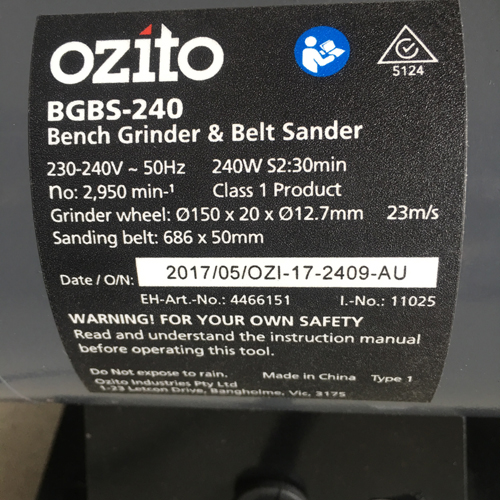 ozito
5124
BGBS-240
Bench Grinder & Belt Sander
230-240V ~ 50Hz 240W S2:30min
no: 2,950 min-¹ Class 1 Product
Grinder wheel: Ø150 x 20 x Ø12.7mm 23m/s
Sanding belt: 686 x 50mm
Date / O/N: 2017/05/OZI-17-2409-AU
EH-Art.-No.: 4466151 I.-No.: 11025
WARNING! FOR YOUR OWN SAFETY
Read and understand the instruction manual
before operating this tool.
Do Not expose to rain. Made in China Type 1
Ozito Industries Pty Ltd
1-23 Letcon Drive, Bangholme, Vic, 3175